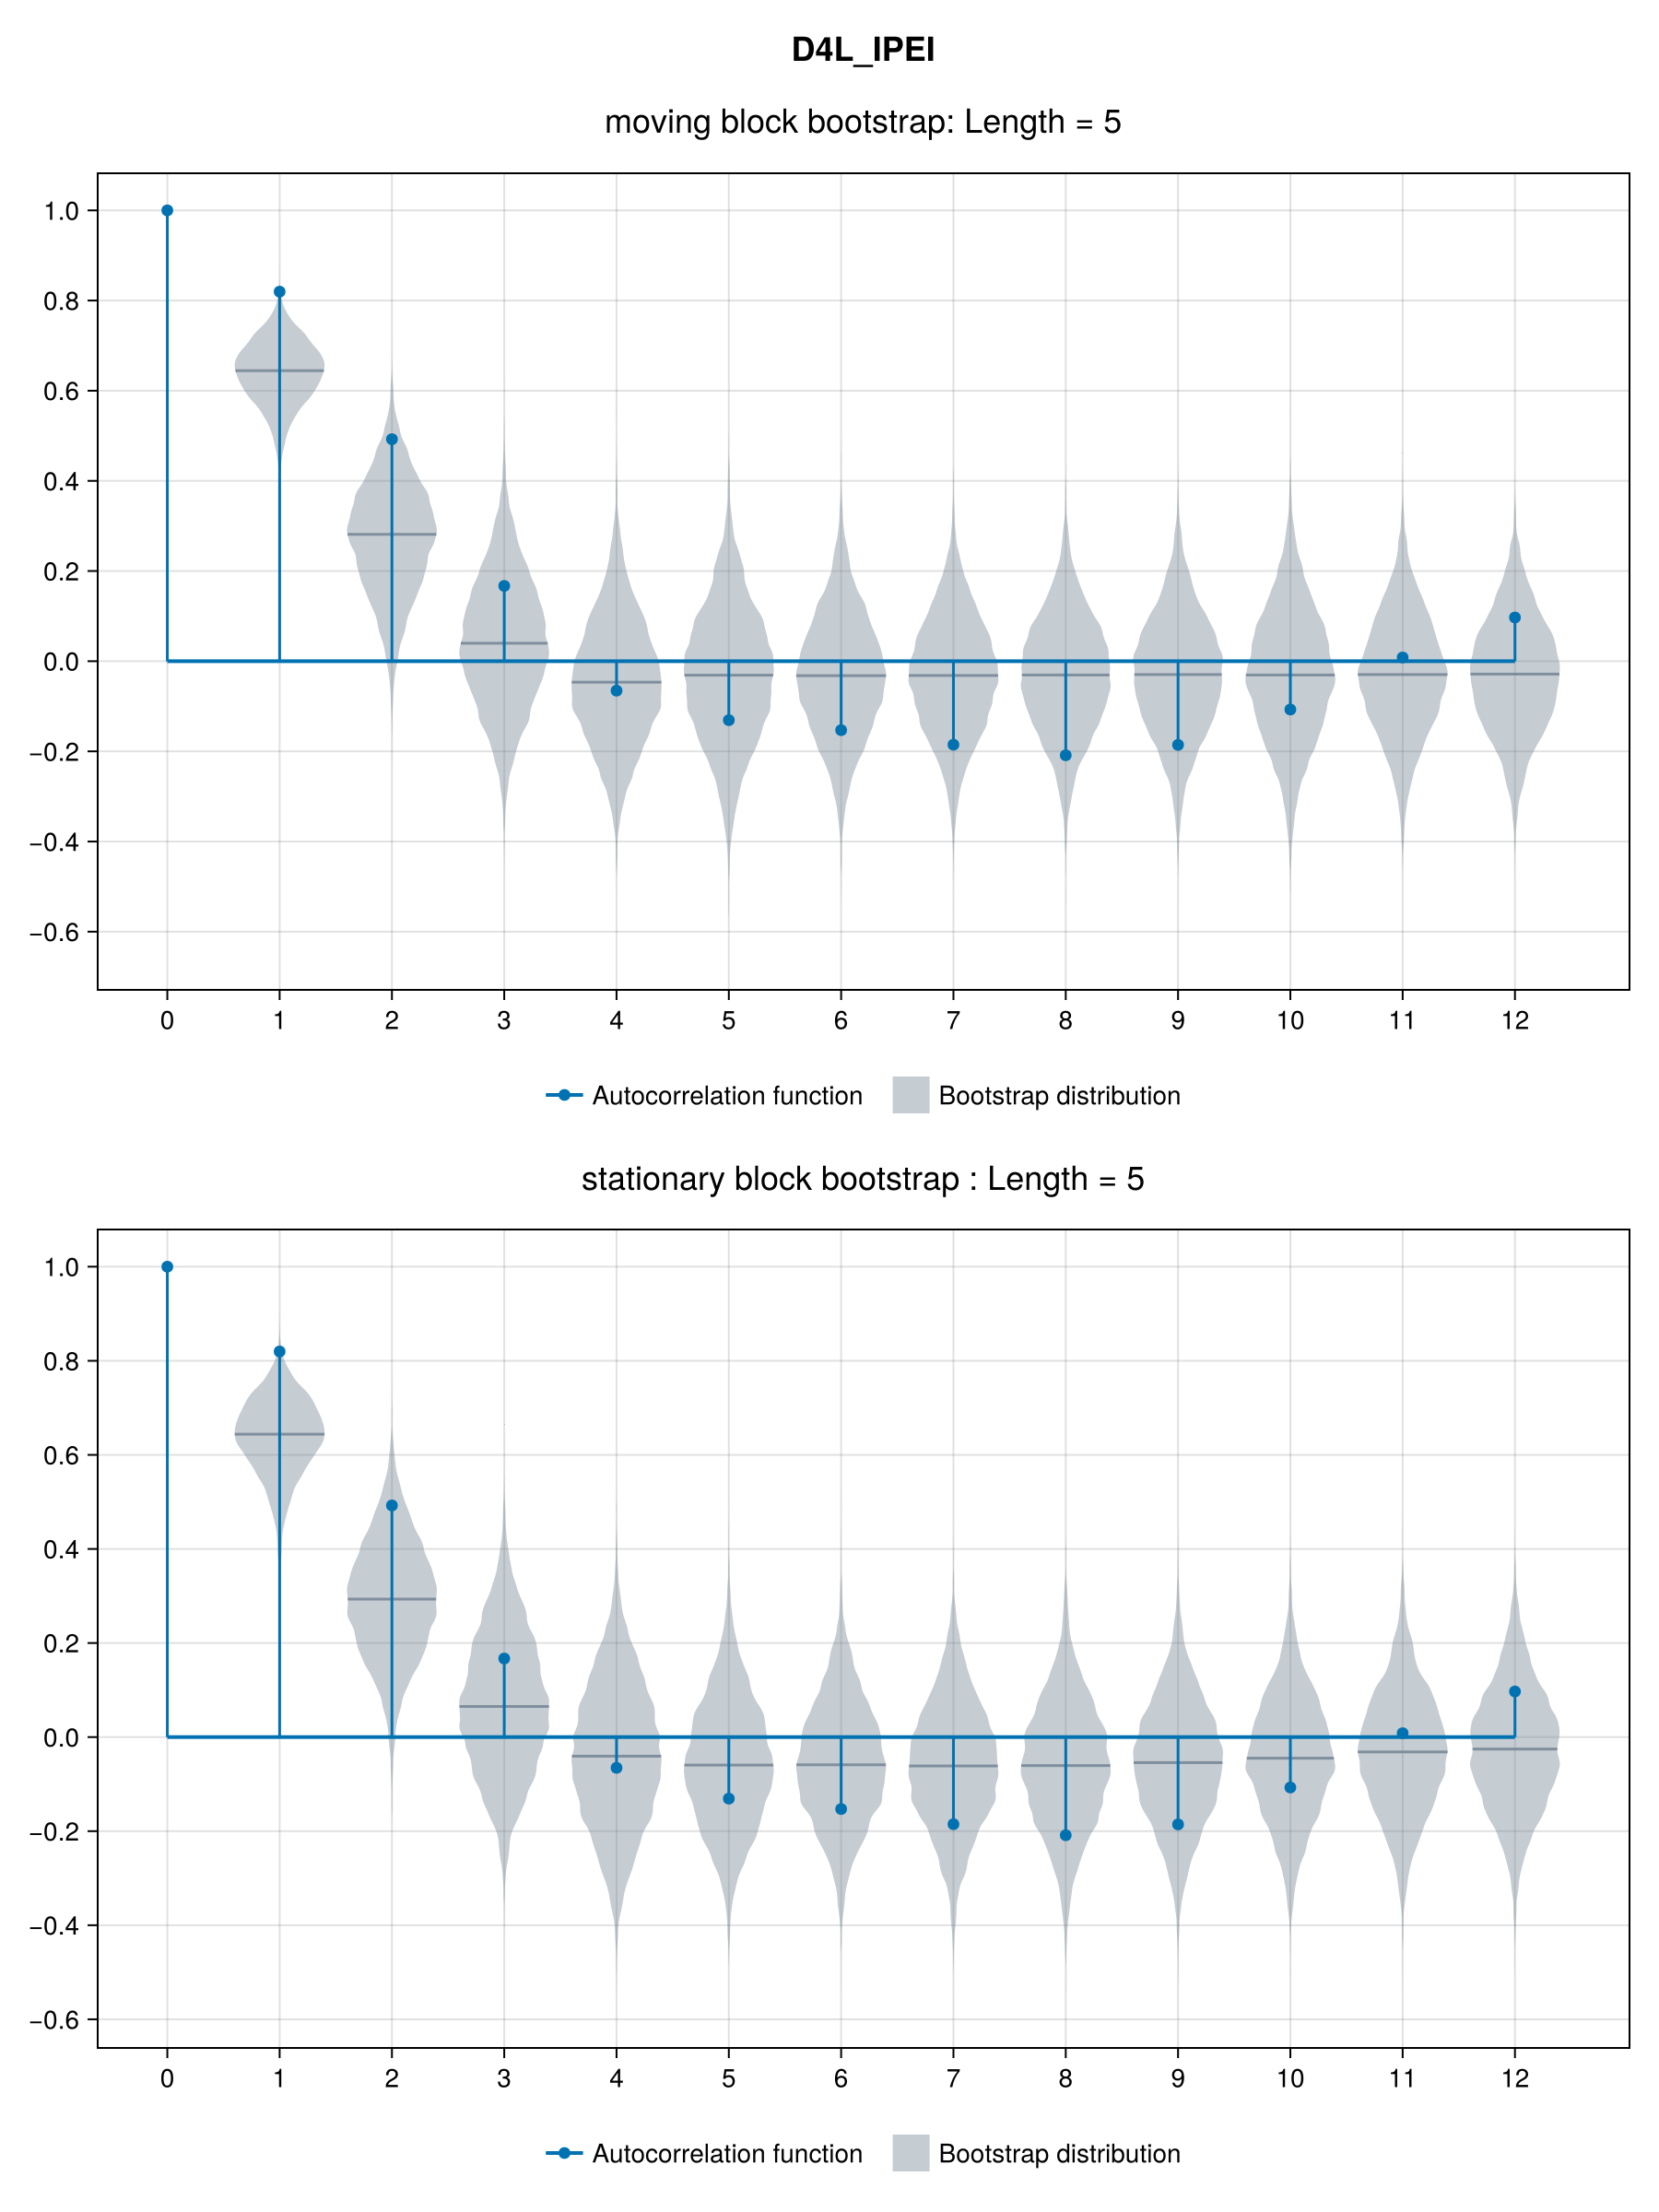 D4L_IPEI
moving block bootstrap: Length = 5
1.0
0.8
0.6
0.4
0.2
0.0
−0.2
−0.4
−0.6
0 1 2 3 4 5 6 7 8 9 10 11 12
Autocorrelation function Bootstrap distribution
stationary block bootstrap : Length = 5
1.0
0.8
0.6
0.4
0.2
0.0
−0.2
−0.4
−0.6
0 1 2 3 4 5 6 7 8 9 10 11 12
Autocorrelation function Bootstrap distribution